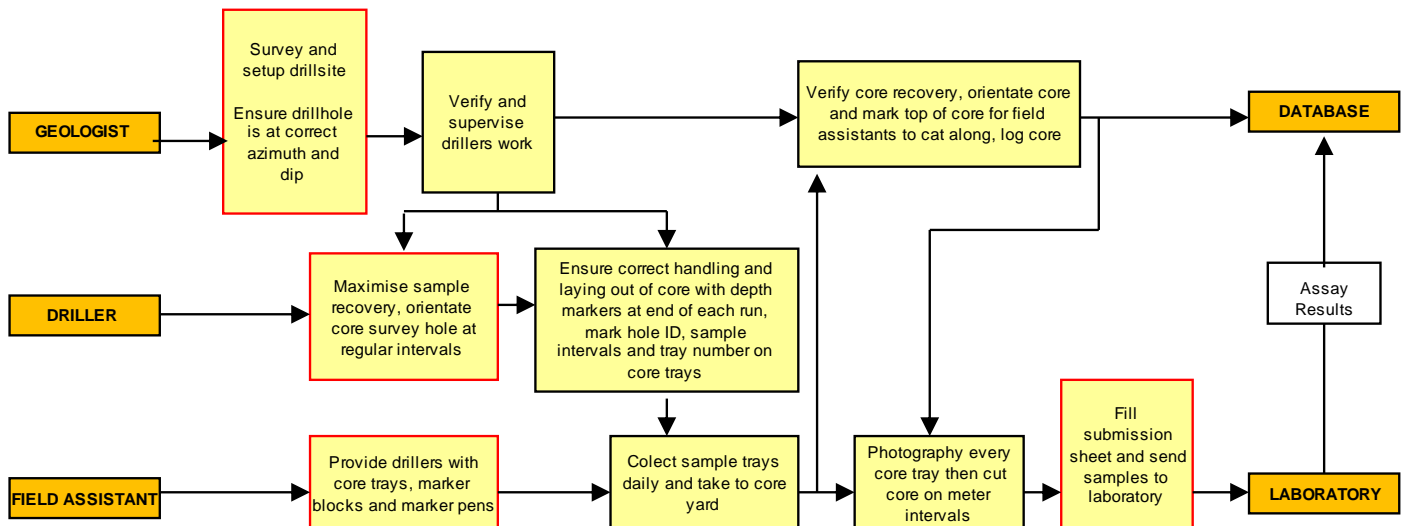 GEOLOGIST
Survey and
setup drillsite
Ensure drillhole
is at correct
azimuth and
dip
Verify and
supervise
drillers work
Verify core recovery, orientate core
and mark top of core for field
assistants to cat along, log core
DATABASE
DRILLER
Maximise sample
recovery, orientate
core survey hole at
regular intervals
Ensure correct handling and
laying out of core with depth
markers at end of each run,
mark hole ID, sample
intervals and tray number on
core trays
Assay
Results
FIELD ASSISTANT
Provide drillers with
core trays, marker
blocks and marker pens
Colect sample trays
daily and take to core
yard
Photography every
core tray then cut
core on meter
intervals
Fill
submission
sheet and send
samples to
laboratory
LABORATORY